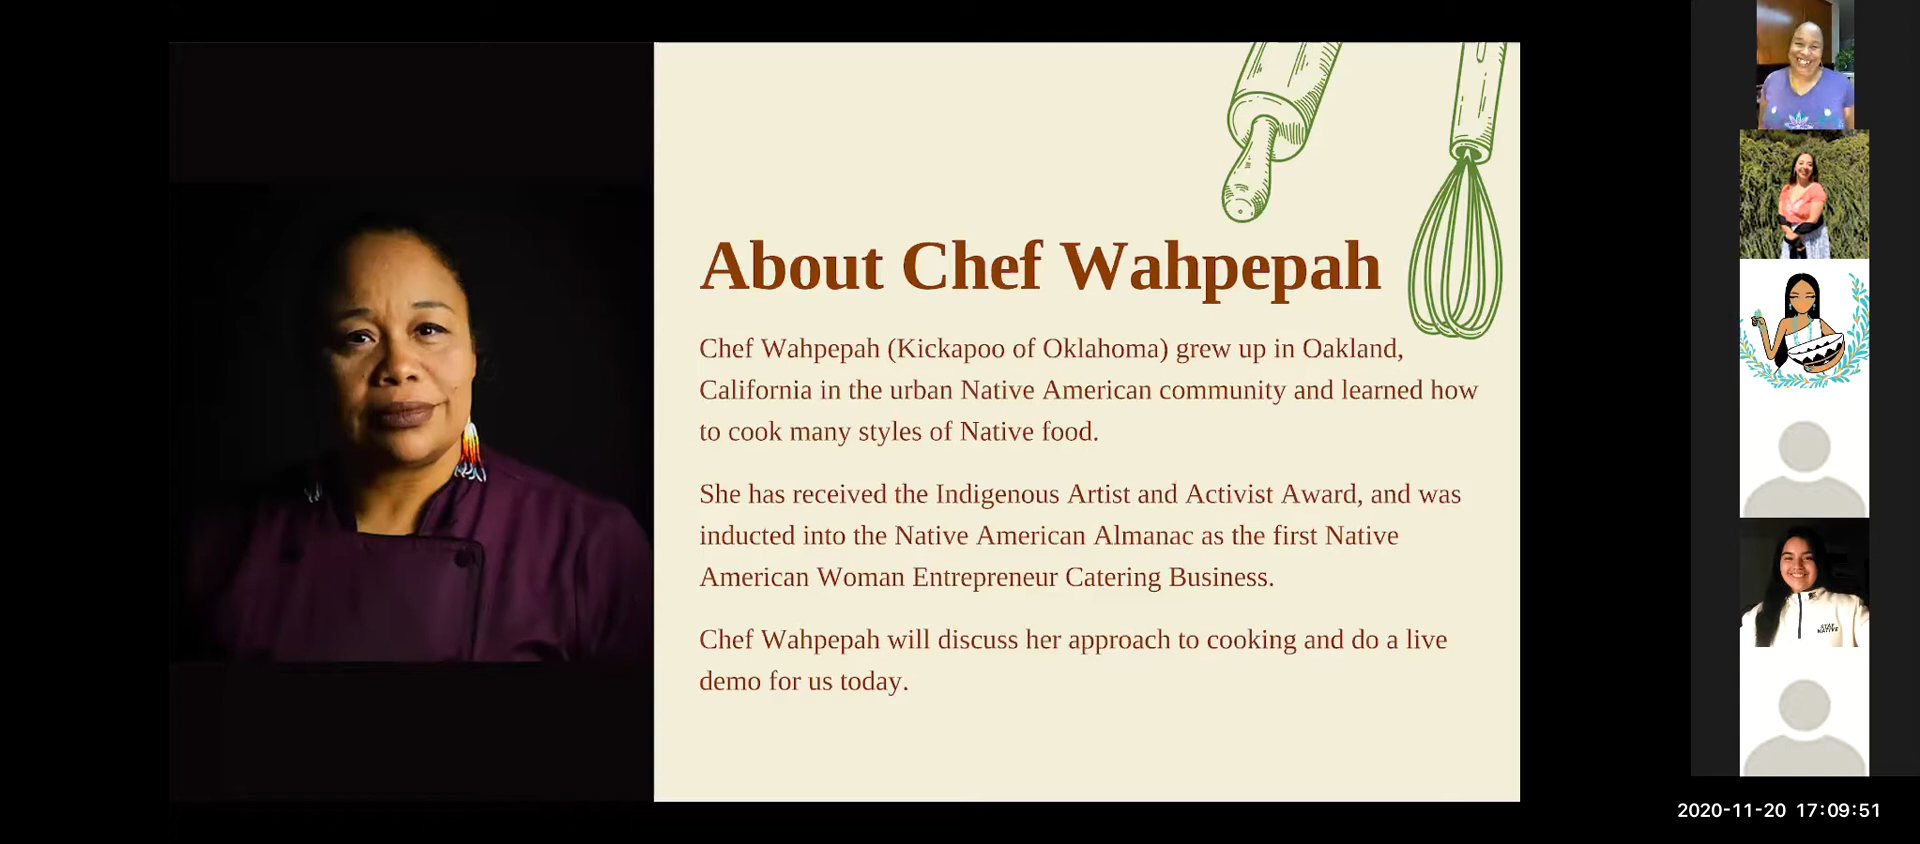 About Chef Wahpepah
Chef Wahpepah (Kickapoo of Oklahoma) grew up in Oakland,
California in the urban Native American community and learned how
to cook many styles of Native food.
She has received the Indigenous Artist and Activist Award, and was
inducted into the Native American Almanac as the first Native
American Woman Entrepreneur Catering Business.
Chef Wahpepah will discuss her approach to cooking and do a live
demo for us today.
STAY
NATIVE
2020-11-20 17:09:51